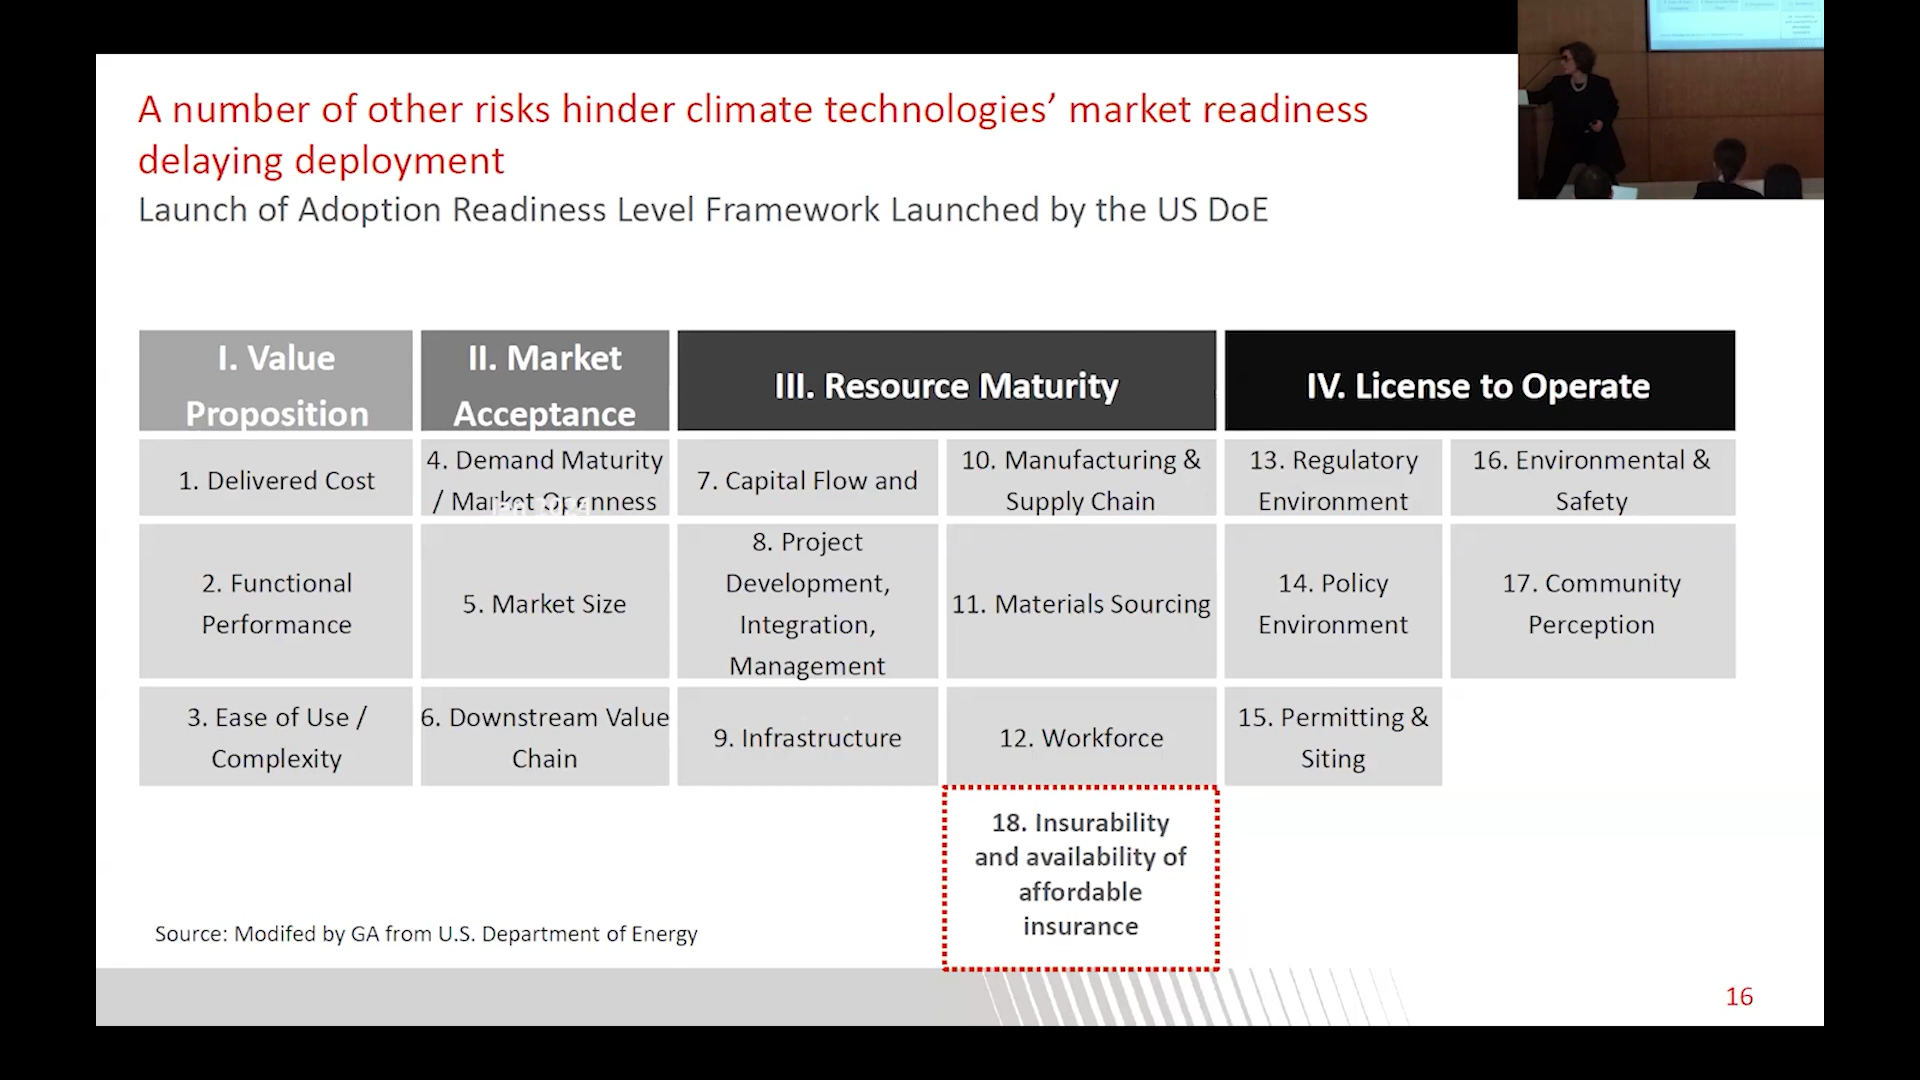 A number of other risks hinder climate technologies’ market readiness
delaying deployment
Launch of Adoption Readiness Level Framework Launched by the US DoE
I. Value
Proposition
II. Market
Acceptance
III. Resource Maturity
IV. License to Operate
1. Delivered Cost
4. Demand Maturity
/ Market Openness
7. Capital Flow and
10. Manufacturing &
Supply Chain
13. Regulatory
Environment
16. Environmental &
Safety
2. Functional
Performance
5. Market Size
8. Project
Development,
Integration,
Management
11. Materials Sourcing
14. Policy
Environment
17. Community
Perception
3. Ease of Use /
Complexity
6. Downstream Value
Chain
9. Infrastructure
12. Workforce
15. Permitting &
Siting
18. Insurability
and availability of
affordable
insurance
Source: Modifed by GA from U.S. Department of Energy
16